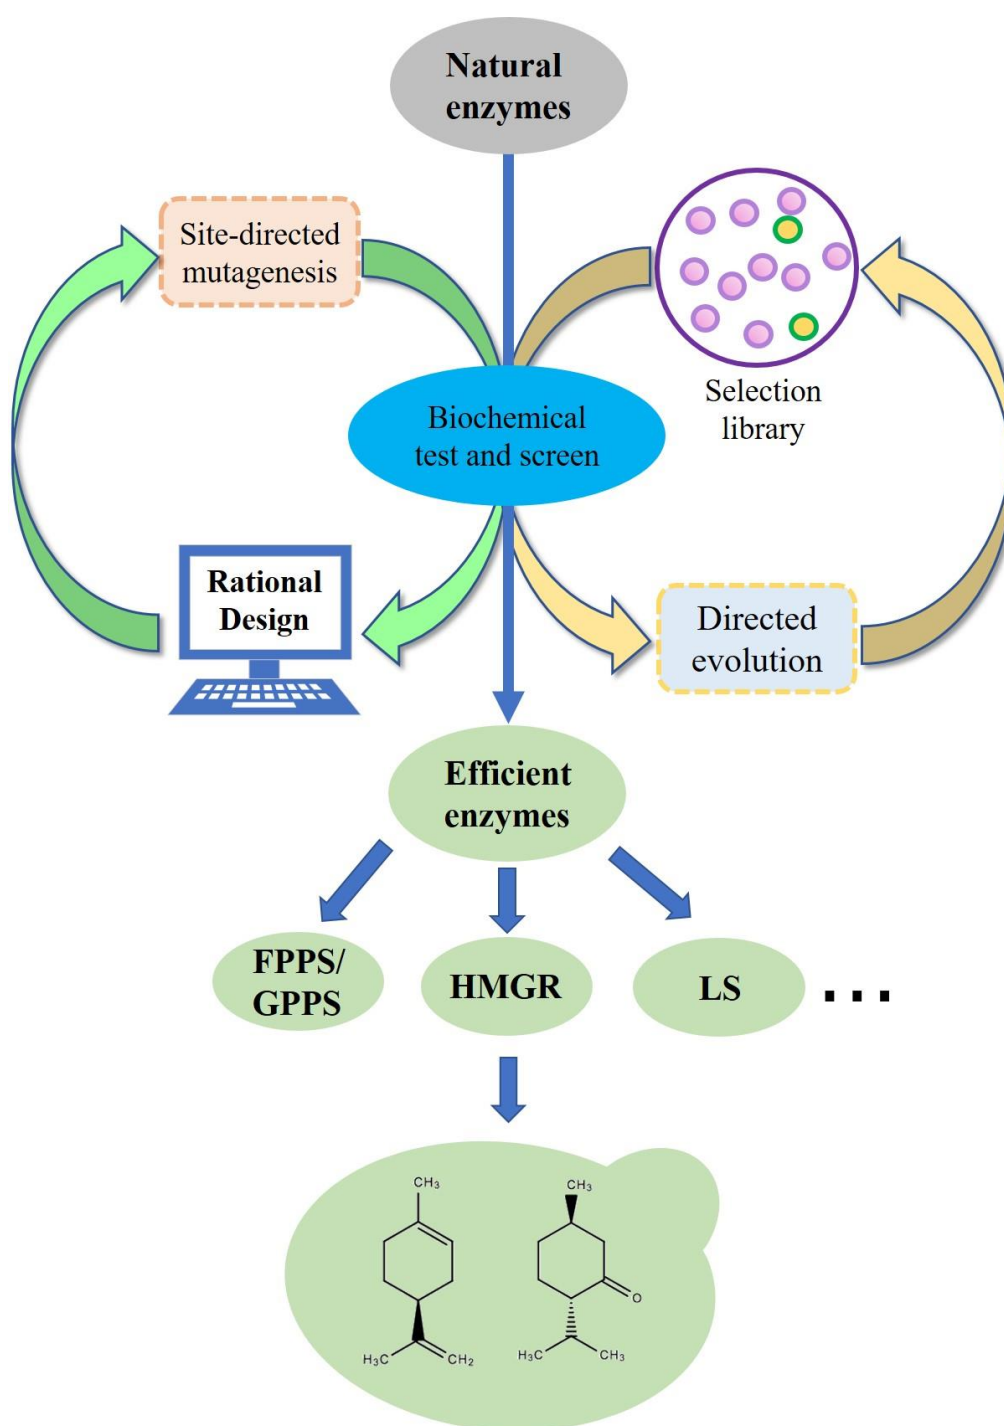 Natural
enzymes
Site-directed
mutagenesis
Selection
library
Biochemical
test and screen
Rational
Design
Directed
evolution
Efficient
enzymes
FPPS/
GPPS
HMGR
LS
...
CH₃
H₃C
CH₂
CH₃
O
H₃C
CH₃